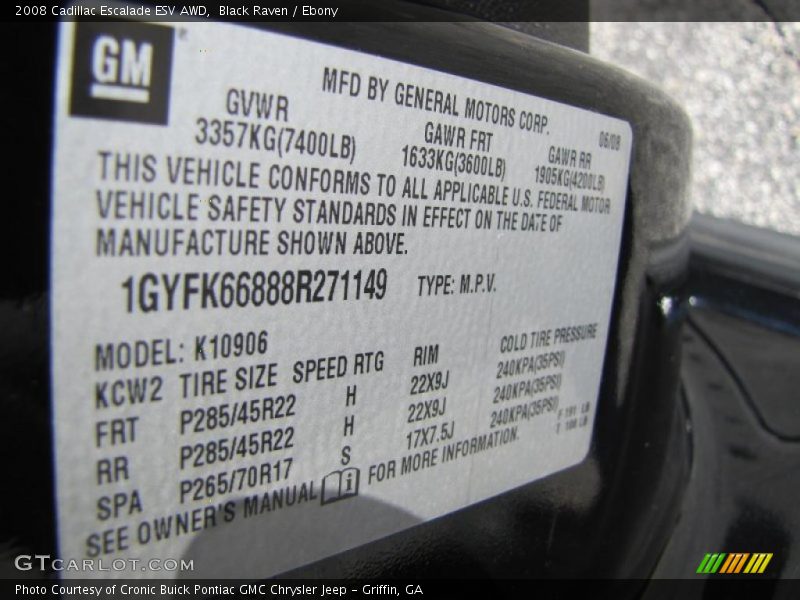 2008 Cadillac Escalade ESV AWD, Black Raven / Ebony
GM
MFD BY GENERAL MOTORS CORP.
06/08
GVWR
GAWR FRT
GAWR RR
3357KG(7400LB)
1633KG(3600LB)
1905KG(4200LB)
THIS VEHICLE CONFORMS TO ALL APPLICABLE U.S. FEDERAL MOTOR
VEHICLE SAFETY STANDARDS IN EFFECT ON THE DATE OF
MANUFACTURE SHOWN ABOVE.
1GYFK66888R271149 TYPE: M.P.V.
MODEL: K10906
KCW2 TIRE SIZE SPEED RTG RIM COLD TIRE PRESSURE
FRT P285/45R22 H 22X9J 240KPA(35PSI)
RR P285/45R22 H 22X9J 240KPA(35PSI)
SPA P265/70R17 S 17X7.5J 240KPA(35PSI)
F 191 LB
T 108 LB
SEE OWNER'S MANUAL i FOR MORE INFORMATION.
GTCARLOT.COM
Photo Courtesy of Cronic Buick Pontiac GMC Chrysler Jeep - Griffin, GA